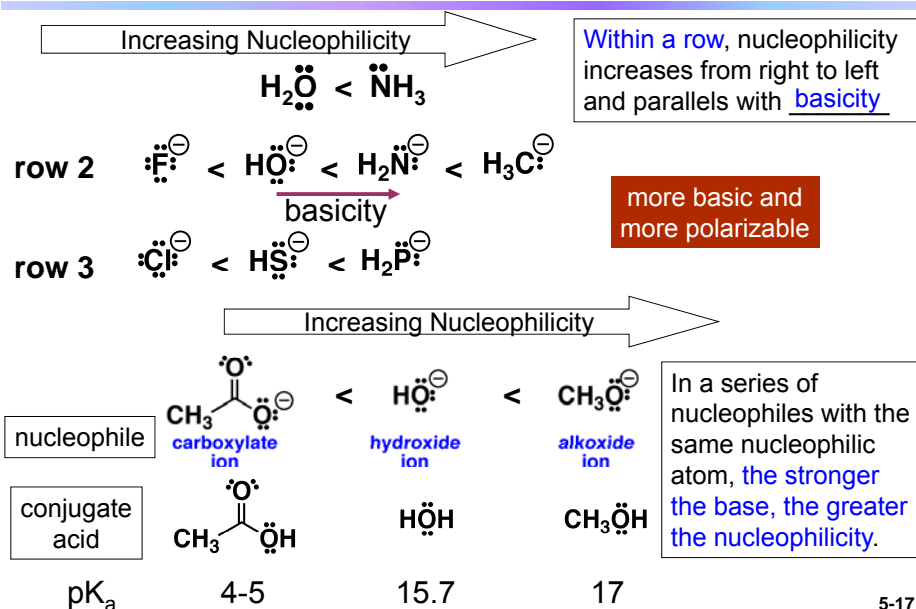 Increasing Nucleophilicity
Within a row, nucleophilicity
increases from right to left
and parallels with basicity
H₂O < NH₃
row 2 F⊖ < HO⊖ < H₂N⊖ < H₃C⊖
basicity
more basic and
more polarizable
row 3 Cl⊖ < HS⊖ < H₂P⊖
Increasing Nucleophilicity
O
CH₃ O⊖ < HO⊖ < CH₃O⊖
nucleophile
carboxylate hydroxide alkoxide
ion ion ion
In a series of
nucleophiles with the
same nucleophilic
atom, the stronger
the base, the greater
the nucleophilicity.
conjugate
acid
O
CH₃ OH HOH CH₃OH
pKₐ 4-5 15.7 17
5-17